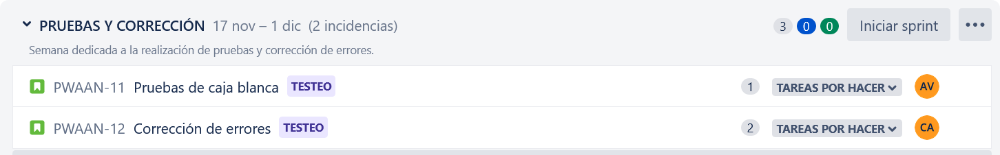 PRUEBAS Y CORRECCIÓN 17 nov – 1 dic (2 incidencias) 3 0 0 Iniciar sprint •••
Semana dedicada a la realización de pruebas y corrección de errores.
PWAAN-11 Pruebas de caja blanca TESTEO 1 TAREAS POR HACER AV
PWAAN-12 Corrección de errores TESTEO 2 TAREAS POR HACER CA